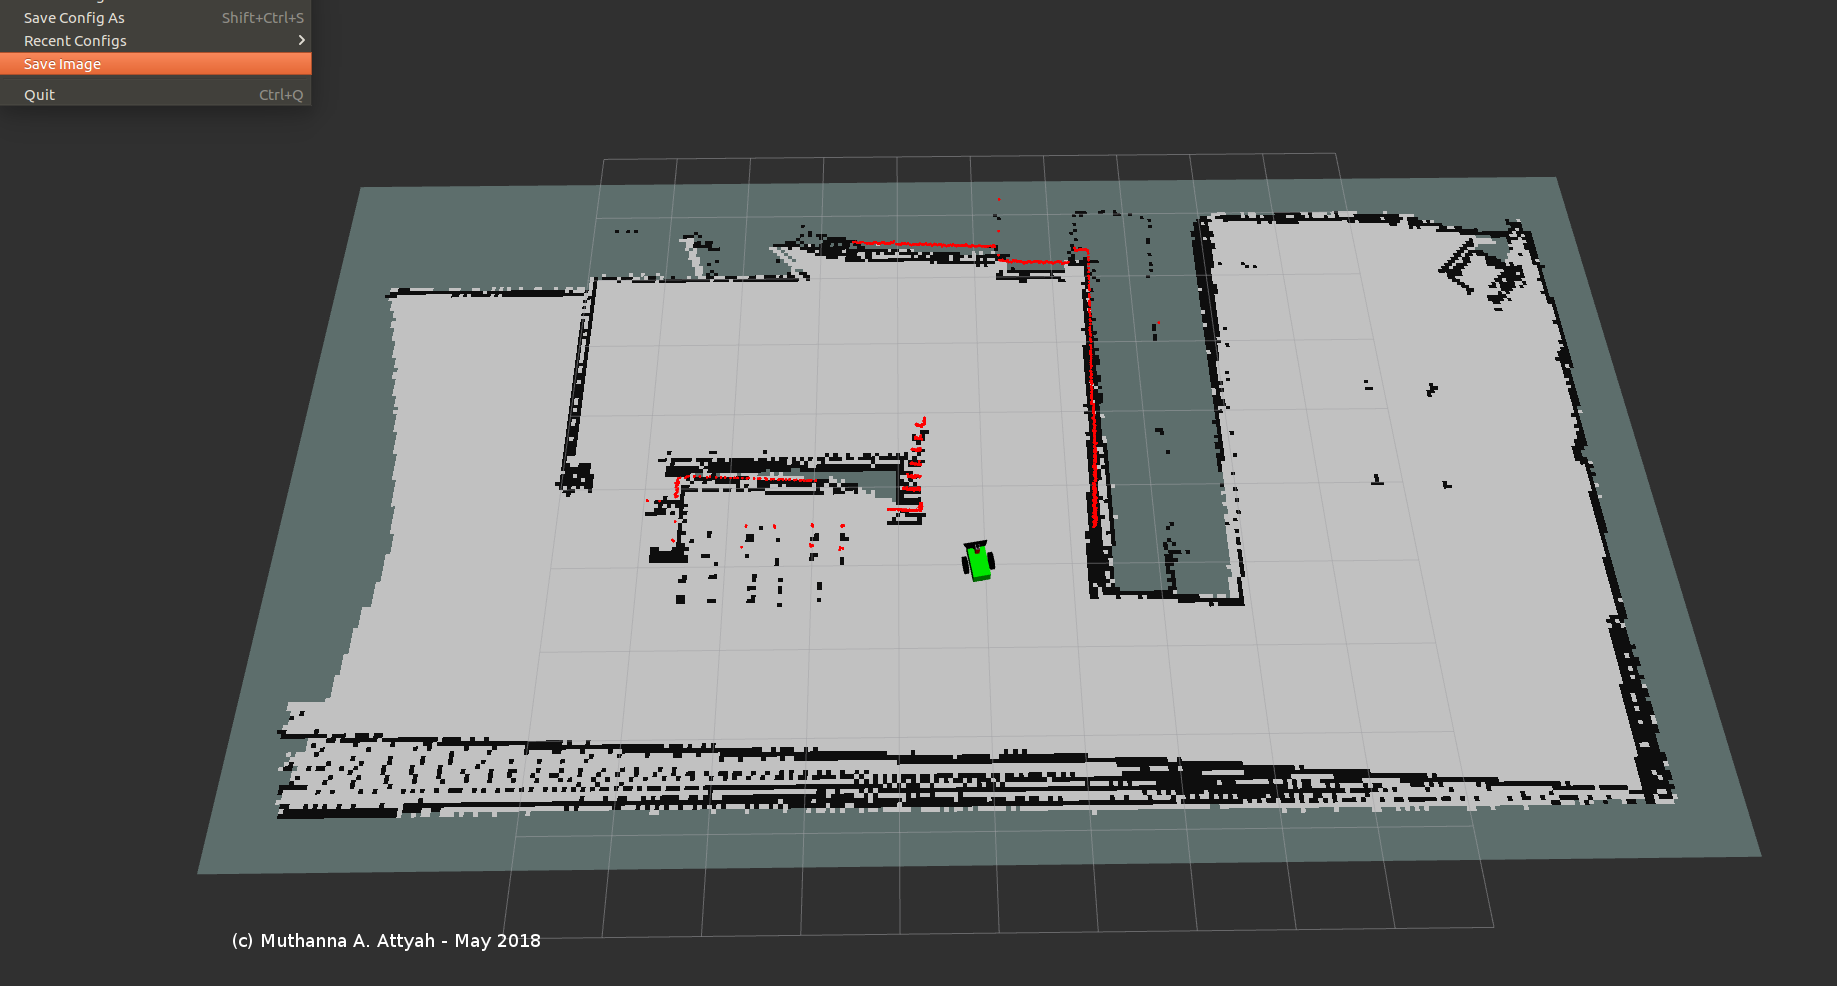 Save Config As Shift+Ctrl+S
Recent Configs
Save Image
Quit Ctrl+Q
(c) Muthanna A. Attyah - May 2018